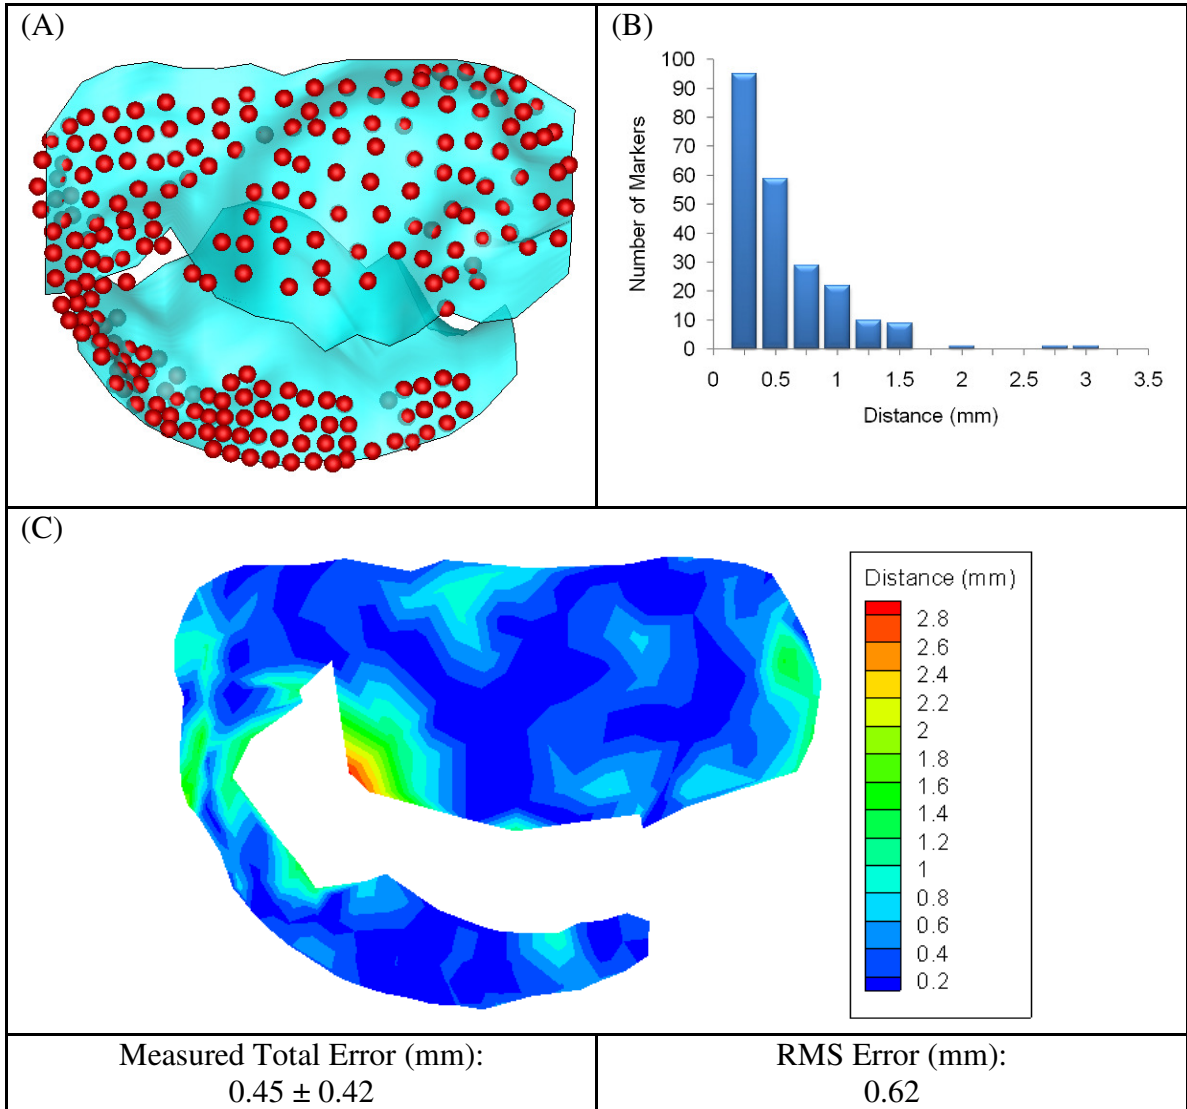 (A)
(B)
100
90
80
70
60
50
40
30
20
10
0
Number of Markers
0 0.5 1 1.5 2 2.5 3 3.5
Distance (mm)
(C)
Distance (mm)
2.8
2.6
2.4
2.2
2
1.8
1.6
1.4
1.2
1
0.8
0.6
0.4
0.2
Measured Total Error (mm):
0.45 ± 0.42
RMS Error (mm):
0.62